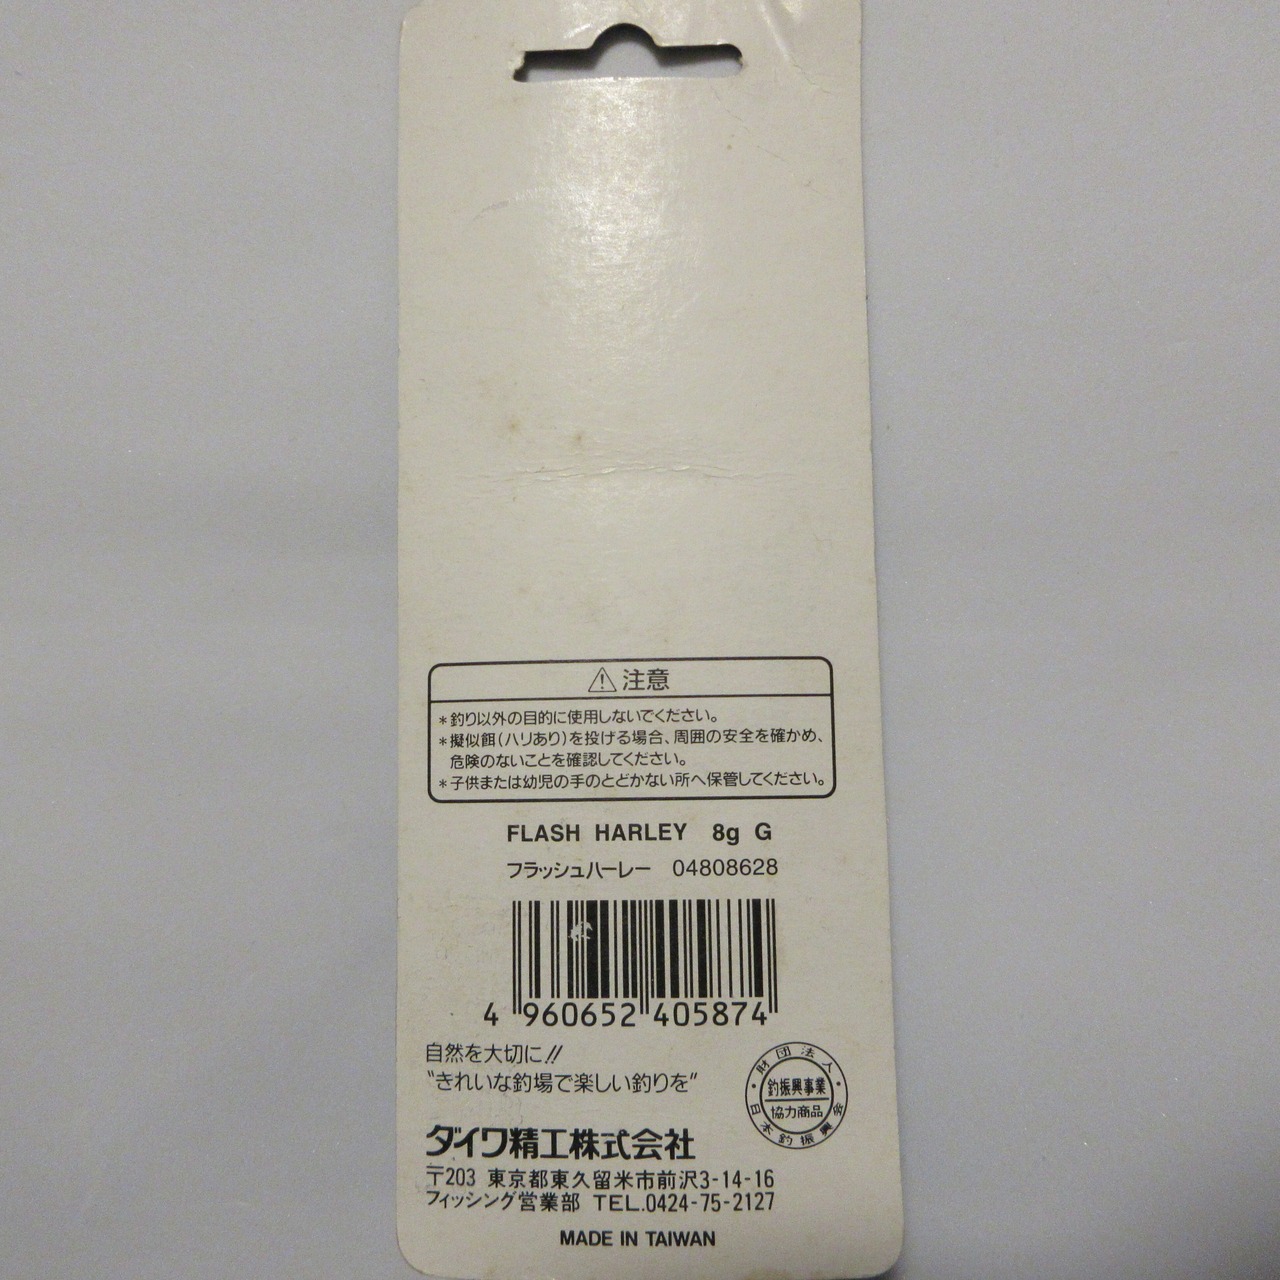 ⚠注意
＊釣り以外の目的に使用しないでください。
＊擬似餌（ハリあり）を投げる場合、周囲の安全を確かめ、
危険のないことを確認してください。
＊子供または幼児の手のとどかない所へ保管してください。
FLASH HARLEY 8g G
フラッシュハーレー 04808628
4 960652 405874
自然を大切に!!
"きれいな釣場で楽しい釣りを"
財団法人
釣振興事業
協力商品
日本釣振興会
ダイワ精工株式会社
〒203 東京都東久留米市前沢3-14-16
フィッシング営業部 TEL.0424-75-2127
MADE IN TAIWAN